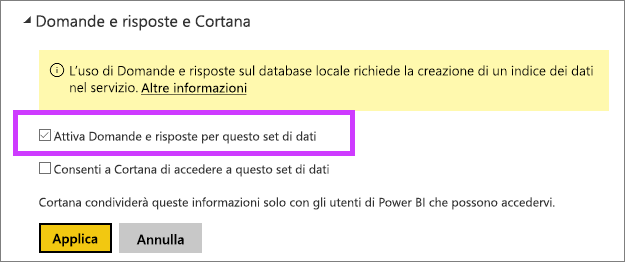 Domande e risposte e Cortana
L'uso di Domande e risposte sul database locale richiede la creazione di un indice dei dati
nel servizio. Altre informazioni
Attiva Domande e risposte per questo set di dati
Consenti a Cortana di accedere a questo set di dati
Cortana condividerà queste informazioni solo con gli utenti di Power BI che possono accedervi.
Applica Annulla